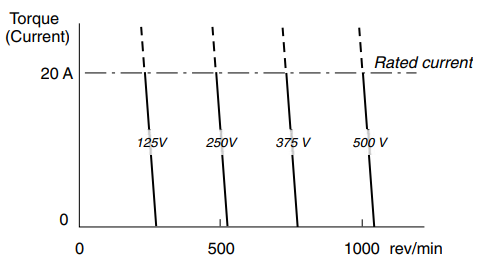 Torque
(Current)
Rated current
20 A
125V 250V 375 V 500 V
0
0 500 1000 rev/min